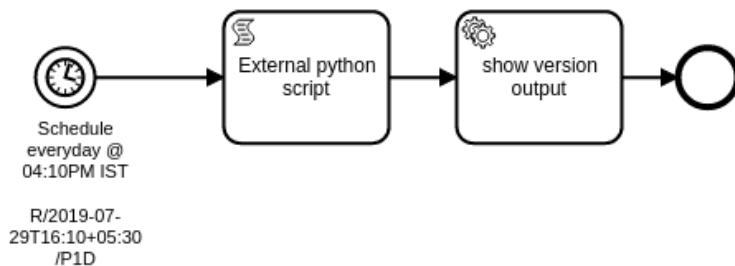 External python
script
show version
output
Schedule
everyday @
04:10PM IST
R/2019-07-
29T16:10+05:30
/P1D